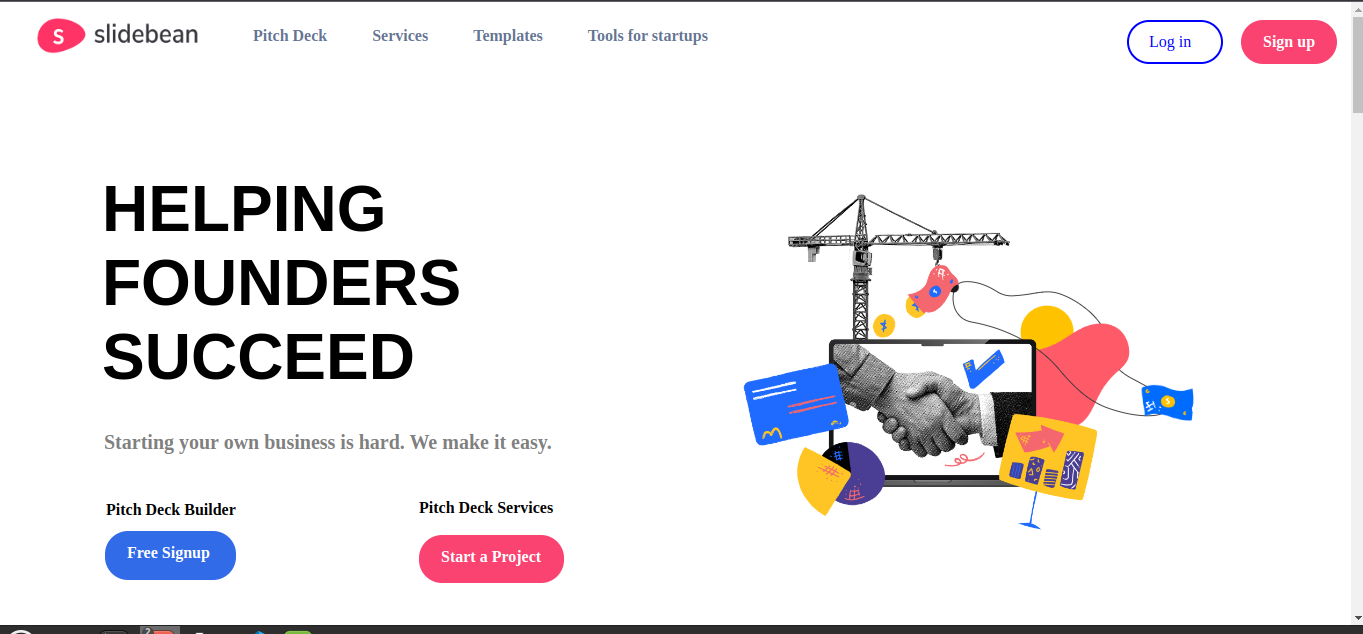 S slidebean
Pitch Deck Services Templates Tools for startups
Log in
Sign up
HELPING
FOUNDERS
SUCCEED
Starting your own business is hard. We make it easy.
Pitch Deck Builder
Free Signup
Pitch Deck Services
Start a Project